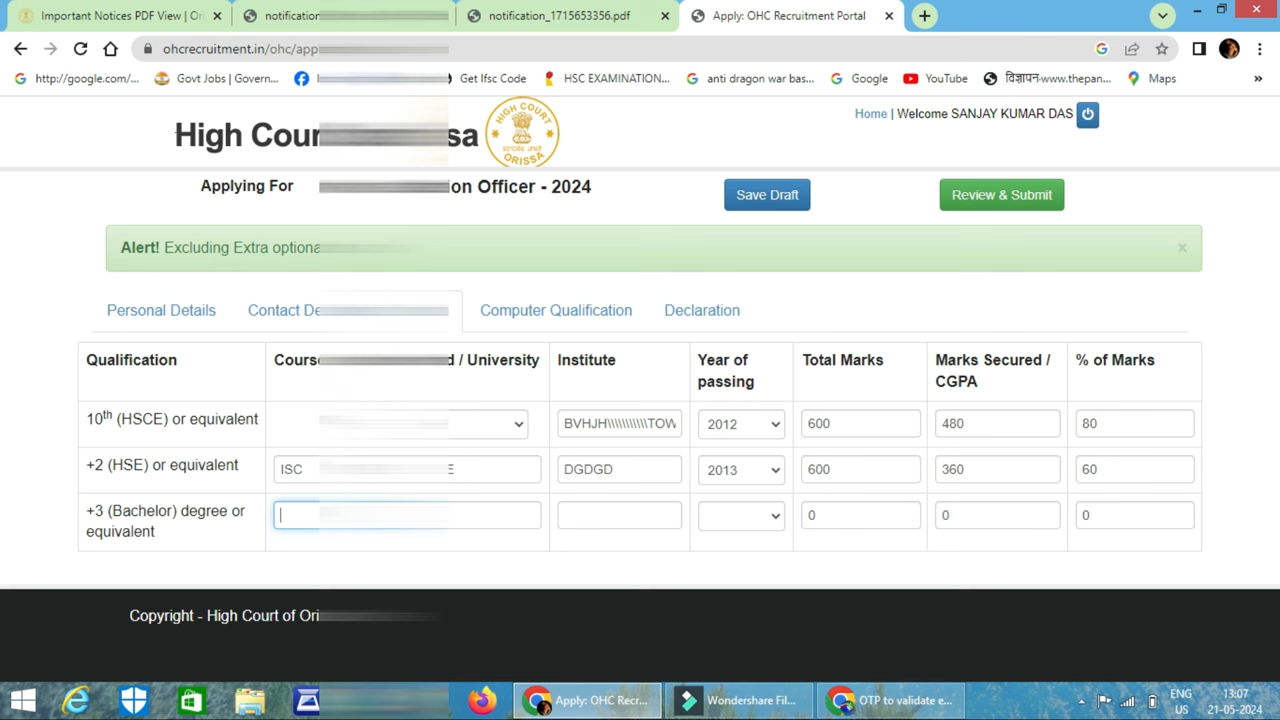 Important Notices PDF View | Ori
notification
notification_1715653356.pdf
Apply: OHC Recruitment Portal
ohcrecruitment.in/ohc/app
http://google.com/...
Govt Jobs | Govern...
Get Ifsc Code
HSC EXAMINATION...
anti dragon war bas...
Google
YouTube
विज्ञापन-www.thepan...
Maps
»
High Cour
sa
HIGH COURT
ORISSA
Home | Welcome SANJAY KUMAR DAS
Applying For
on Officer - 2024
Save Draft
Review & Submit
Alert! Excluding Extra optiona
×
Personal Details
Contact De
Computer Qualification
Declaration
Qualification
Course
d / University
Institute
Year of passing
Total Marks
Marks Secured / CGPA
% of Marks
10th (HSCE) or equivalent
BVHJH\\\\\\\\\\\TOW
2012
600
480
80
+2 (HSE) or equivalent
ISC
E
DGDGD
2013
600
360
60
+3 (Bachelor) degree or equivalent
0
0
0
Copyright - High Court of Ori
Apply: OHC Recr...
Wondershare Fil...
OTP to validate e...
ENG
US
13:07
21-05-2024